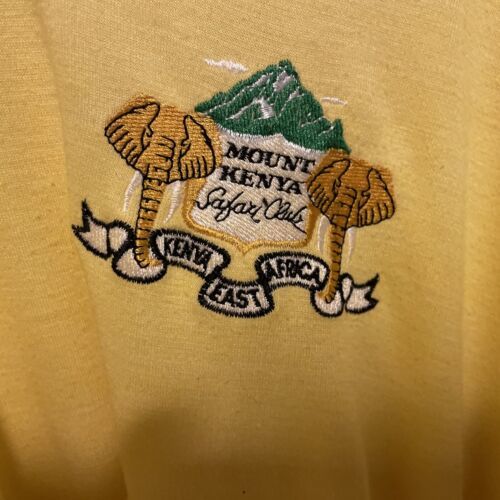 MOUNT
KENYA
Safari Club
KENYA EAST AFRICA